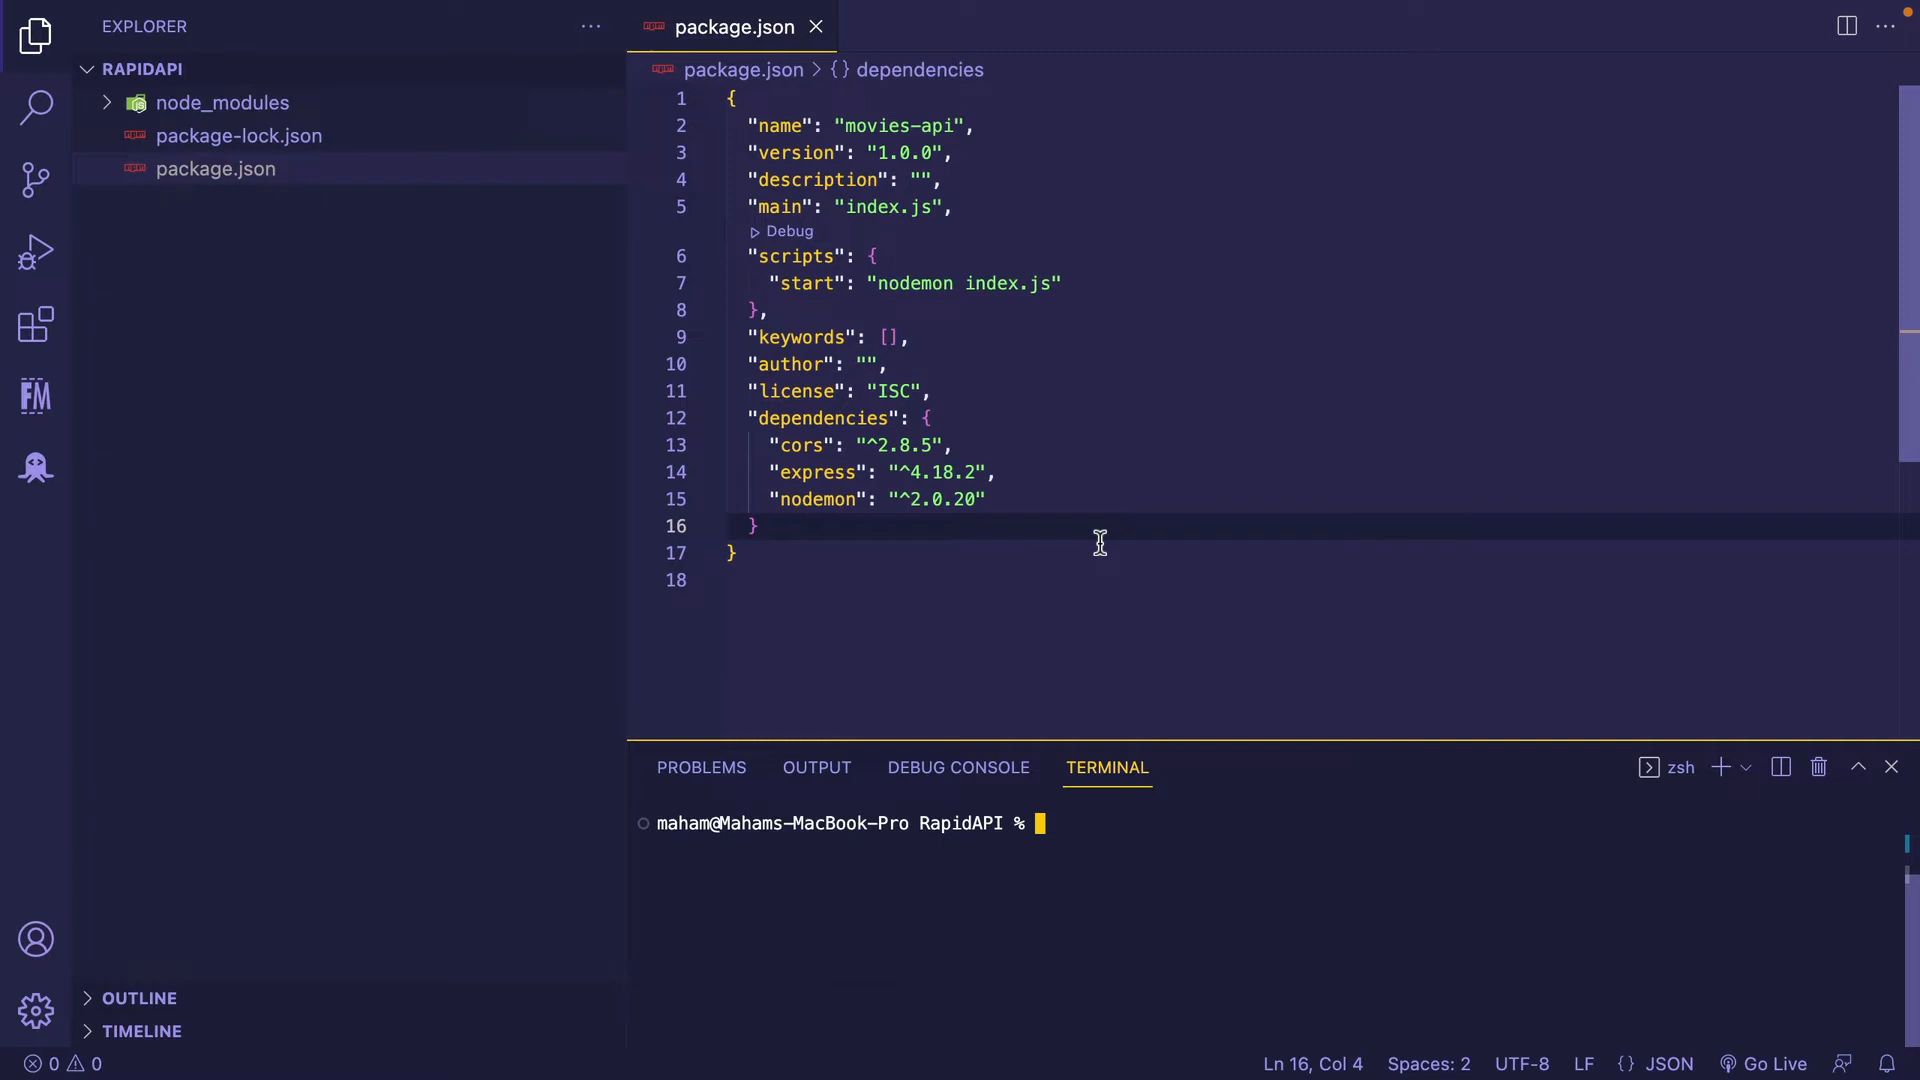 EXPLORER
RAPIDAPI
node_modules
package-lock.json
package.json
OUTLINE
TIMELINE
package.json
package.json > {} dependencies
1 {
2 "name": "movies-api",
3 "version": "1.0.0",
4 "description": "",
5 "main": "index.js",
Debug
6 "scripts": {
7 "start": "nodemon index.js"
8 },
9 "keywords": [],
10 "author": "",
11 "license": "ISC",
12 "dependencies": {
13 "cors": "^2.8.5",
14 "express": "^4.18.2",
15 "nodemon": "^2.0.20"
16 }
17 }
18
PROBLEMS OUTPUT DEBUG CONSOLE TERMINAL zsh
maham@Mahams-MacBook-Pro RapidAPI %
0 0 Ln 16, Col 4 Spaces: 2 UTF-8 LF {} JSON Go Live
FM